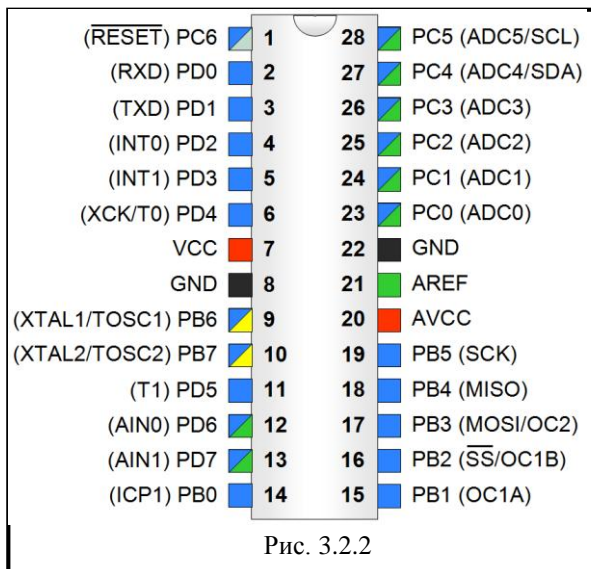 (RESET) PC6 1 28 PC5 (ADC5/SCL)
(RXD) PD0 2 27 PC4 (ADC4/SDA)
(TXD) PD1 3 26 PC3 (ADC3)
(INT0) PD2 4 25 PC2 (ADC2)
(INT1) PD3 5 24 PC1 (ADC1)
(XCK/T0) PD4 6 23 PC0 (ADC0)
VCC 7 22 GND
GND 8 21 AREF
(XTAL1/TOSC1) PB6 9 20 AVCC
(XTAL2/TOSC2) PB7 10 19 PB5 (SCK)
(T1) PD5 11 18 PB4 (MISO)
(AIN0) PD6 12 17 PB3 (MOSI/OC2)
(AIN1) PD7 13 16 PB2 (SS/OC1B)
(ICP1) PB0 14 15 PB1 (OC1A)
Рис. 3.2.2